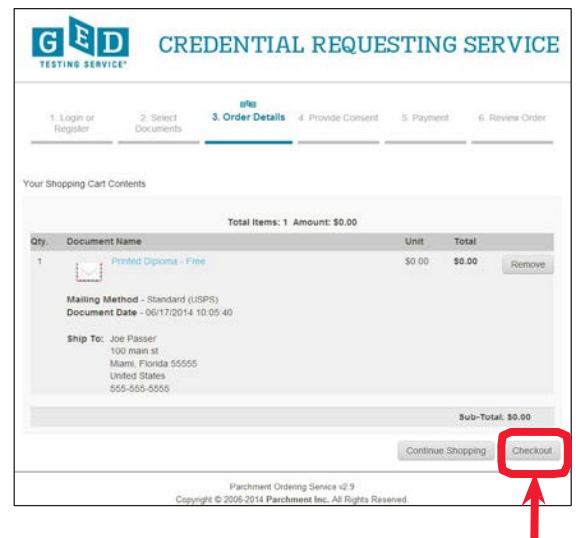 GED
TESTING SERVICE®
CREDENTIAL REQUESTING SERVICE
1. Login or
Register
2. Select
Documents
3. Order Details
4. Provide Consent
5. Payment
6. Review Order
Your Shopping Cart Contents
Total Items: 1 Amount: $0.00
Qty. Document Name Unit Total
1 Printed Diploma - Free $0.00 $0.00 Remove
Mailing Method - Standard (USPS)
Document Date - 06/17/2014 10:05:40
Ship To: Joe Passer
100 main st
Miami, Florida 55555
United States
555-555-5555
Sub-Total: $0.00
Continue Shopping Checkout
Parchment Ordering Service v2.9
Copyright © 2006-2014 Parchment Inc. All Rights Reserved.